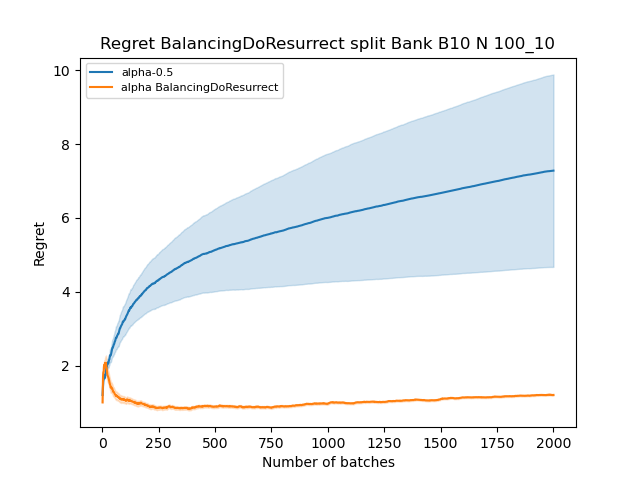 Regret BalancingDoResurrect split Bank B10 N 100_10
alpha-0.5
alpha BalancingDoResurrect
Regret
10
8
6
4
2
0 250 500 750 1000 1250 1500 1750 2000
Number of batches